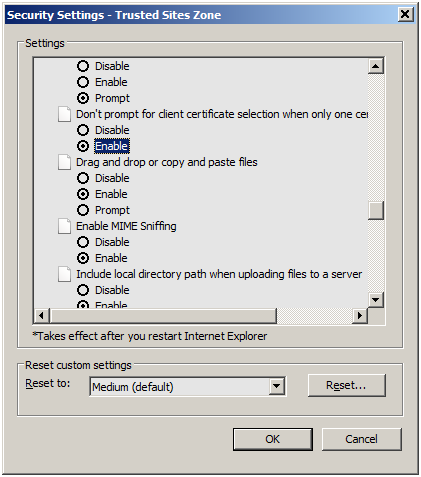 Security Settings - Trusted Sites Zone
Settings
Disable
Enable
Prompt
Don't prompt for client certificate selection when only one cer
Disable
Enable
Drag and drop or copy and paste files
Disable
Enable
Prompt
Enable MIME Sniffing
Disable
Enable
Include local directory path when uploading files to a server
Disable
Enable
*Takes effect after you restart Internet Explorer
Reset custom settings
Reset to:
Medium (default)
Reset...
OK
Cancel